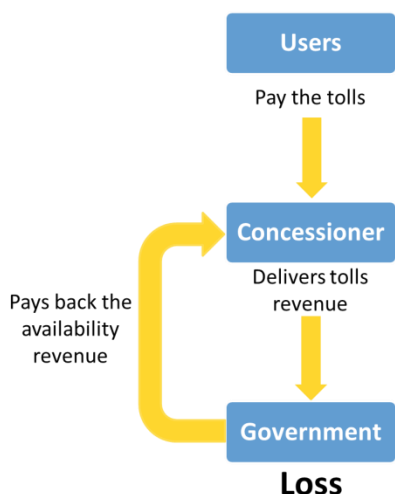 Users
Pay the tolls
Concessioner
Delivers tolls
revenue
Pays back the
availability
revenue
Government
Loss